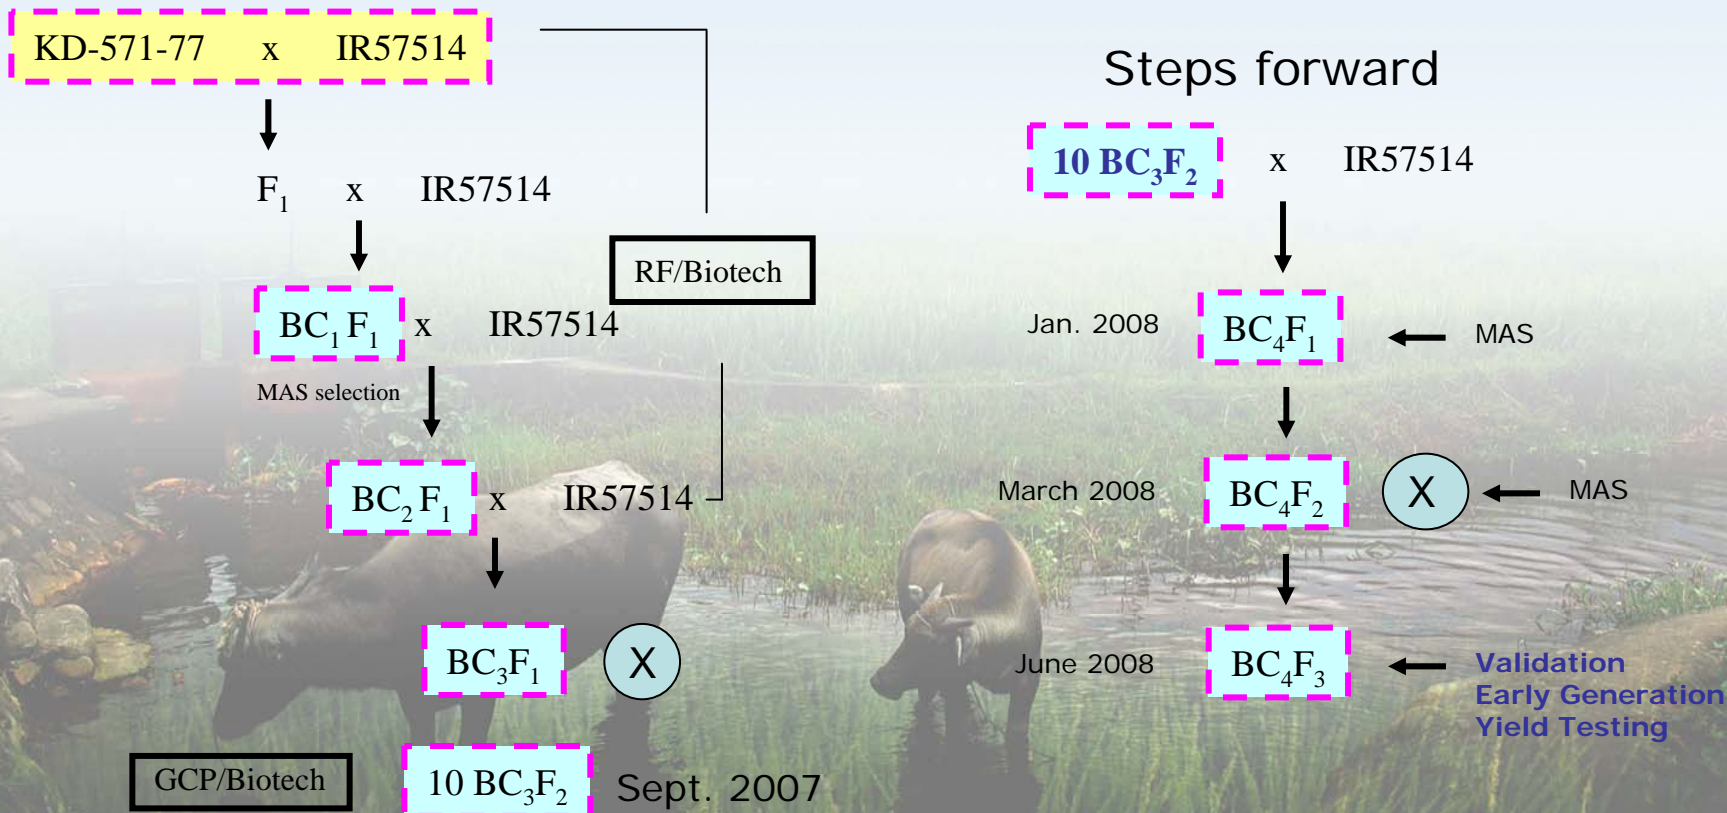 KD-571-77 x IR57514
F₁ x IR57514
RF/Biotech
BC₁F₁ x IR57514
MAS selection
BC₂F₁ x IR57514
BC₃F₁ X
GCP/Biotech 10 BC₃F₂ Sept. 2007
Steps forward
10 BC₃F₂ x IR57514
Jan. 2008 BC₄F₁ MAS
March 2008 BC₄F₂ X MAS
June 2008 BC₄F₃ Validation
Early Generation
Yield Testing